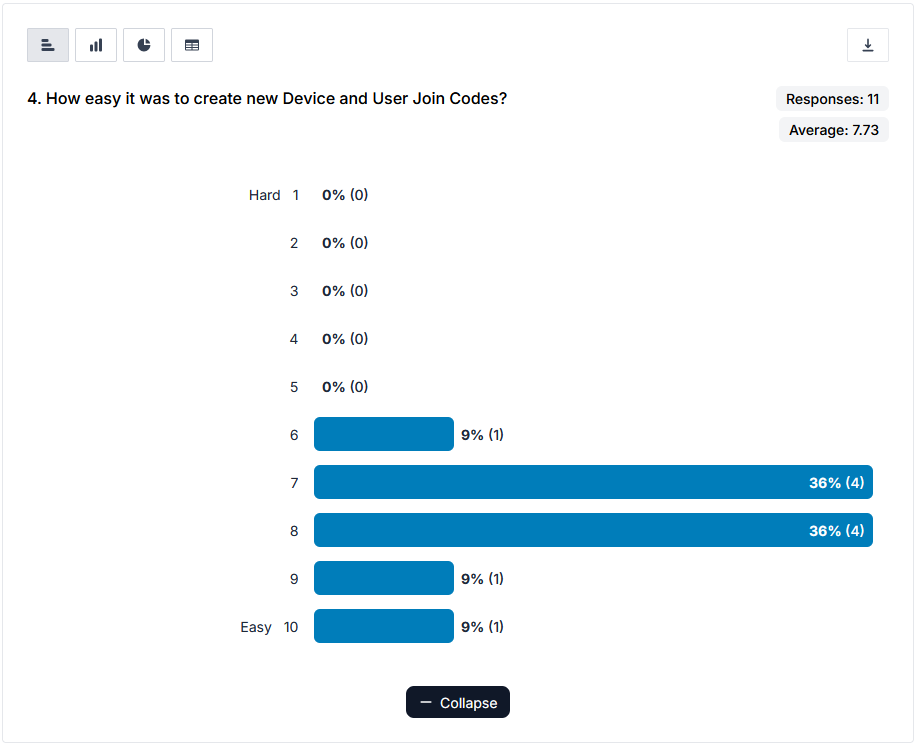 4. How easy it was to create new Device and User Join Codes?
Responses: 11
Average: 7.73
Hard 1 0% (0)
2 0% (0)
3 0% (0)
4 0% (0)
5 0% (0)
6 9% (1)
7 36% (4)
8 36% (4)
9 9% (1)
Easy 10 9% (1)
— Collapse